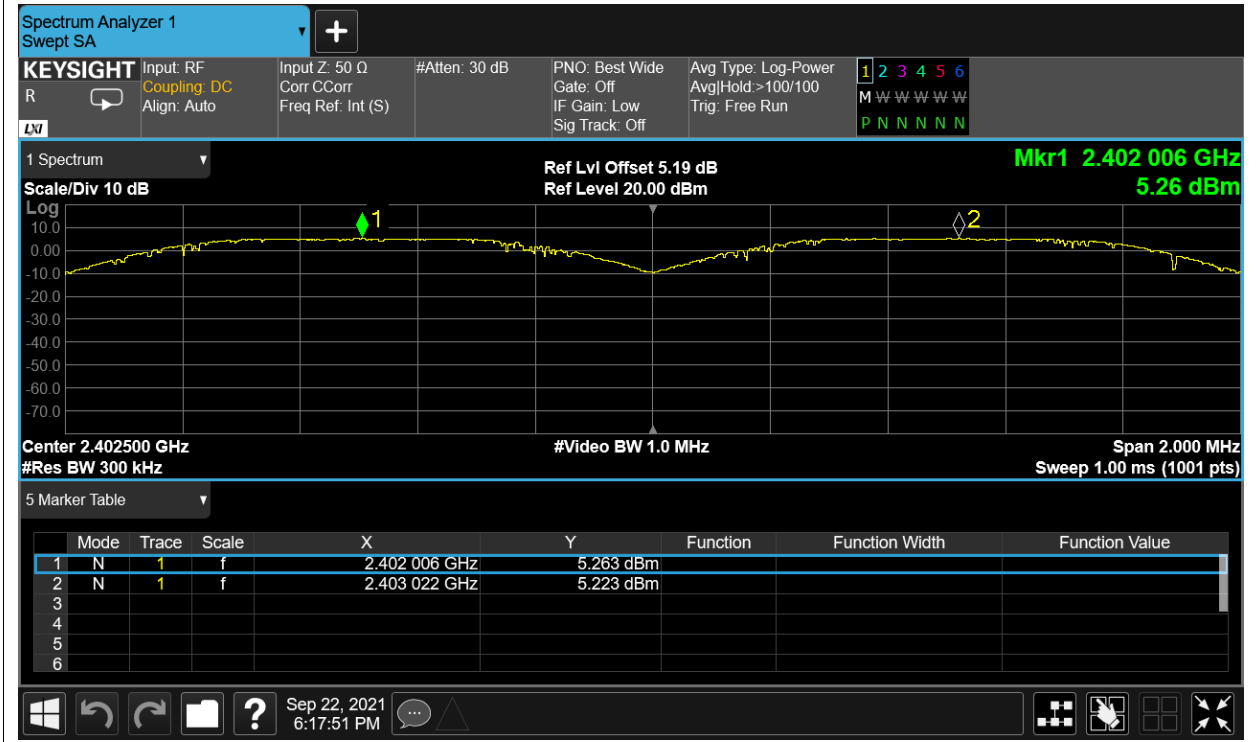 Spectrum Analyzer 1
Swept SA
KEYSIGHT
R
LXI
Input: RF
Coupling: DC
Align: Auto
Input Z: 50 Ω
Corr CCorr
Freq Ref: Int (S)
#Atten: 30 dB
PNO: Best Wide
Gate: Off
IF Gain: Low
Sig Track: Off
Avg Type: Log-Power
Avg|Hold:>100/100
Trig: Free Run
1 2 3 4 5 6
M W W W W W
P N N N N N
1 Spectrum
Scale/Div 10 dB
Ref Lvl Offset 5.19 dB
Ref Level 20.00 dBm
Mkr1 2.402 006 GHz
5.26 dBm
Log
10.0
0.00
-10.0
-20.0
-30.0
-40.0
-50.0
-60.0
-70.0
1
2
Center 2.402500 GHz
#Video BW 1.0 MHz
Span 2.000 MHz
#Res BW 300 kHz
Sweep 1.00 ms (1001 pts)
5 Marker Table
Mode Trace Scale X Y Function Function Width Function Value
1 N 1 f 2.402 006 GHz 5.263 dBm
2 N 1 f 2.403 022 GHz 5.223 dBm
3
4
5
6
?
Sep 22, 2021
6:17:51 PM